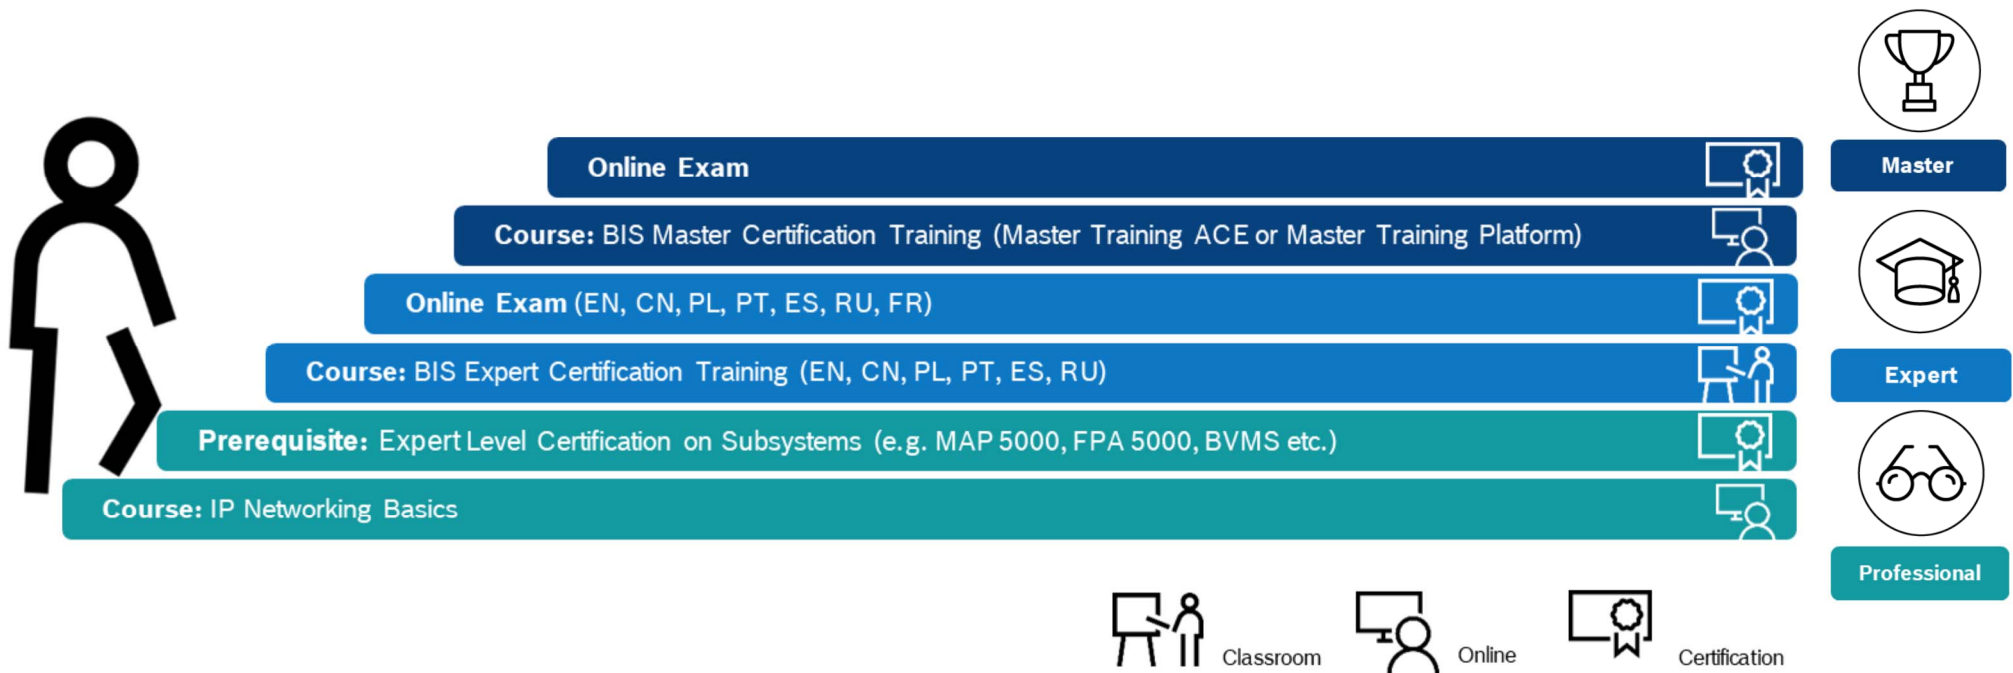 Online Exam
Master
Course: BIS Master Certification Training (Master Training ACE or Master Training Platform)
Online Exam (EN, CN, PL, PT, ES, RU, FR)
Course: BIS Expert Certification Training (EN, CN, PL, PT, ES, RU)
Expert
Prerequisite: Expert Level Certification on Subsystems (e.g. MAP 5000, FPA 5000, BVMS etc.)
Course: IP Networking Basics
Professional
Classroom
Online
Certification